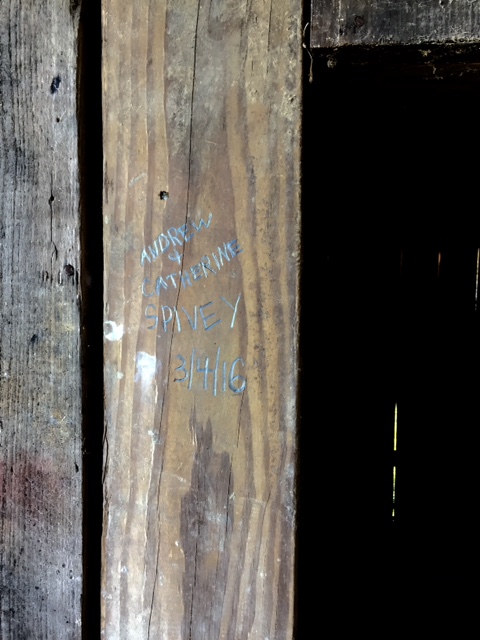 ANDREW
&
CATHERINE
SPIVEY
3/4/16